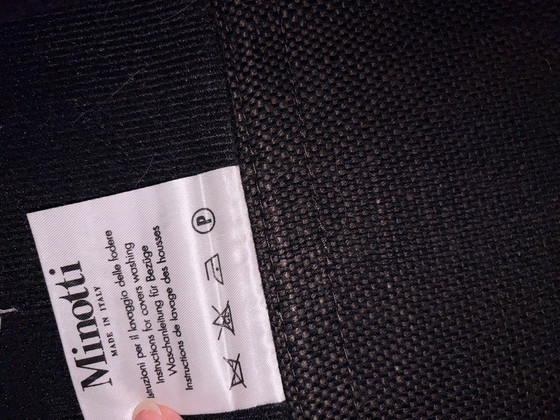 Minotti
MADE IN ITALY
Istruzioni per il lavaggio delle fodere
Instructions for covers washing
Waschanleitung für Bezüge
Instructions de lavage des housses
P